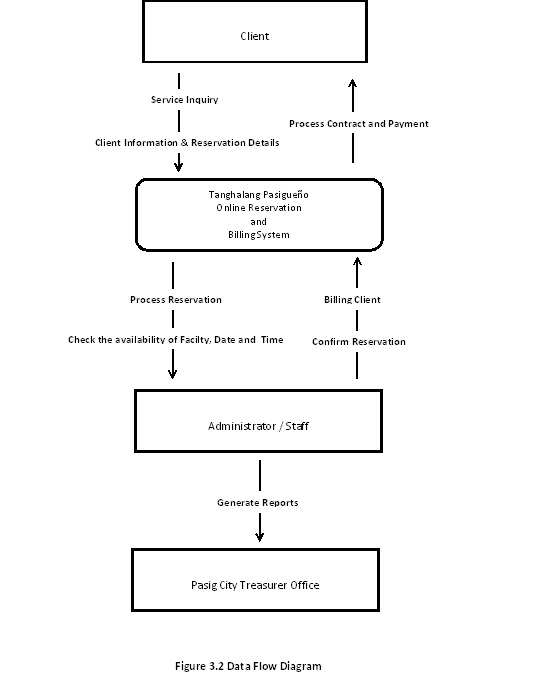 Client
Service Inquiry
Process Contract and Payment
Client Information & Reservation Details
Tanghalang Pasigueño
Online Reservation
and
Billing System
Process Reservation
Billing Client
Check the availability of Facilty, Date and Time
Confirm Reservation
Administrator / Staff
Generate Reports
Pasig City Treasurer Office
Figure 3.2 Data Flow Diagram